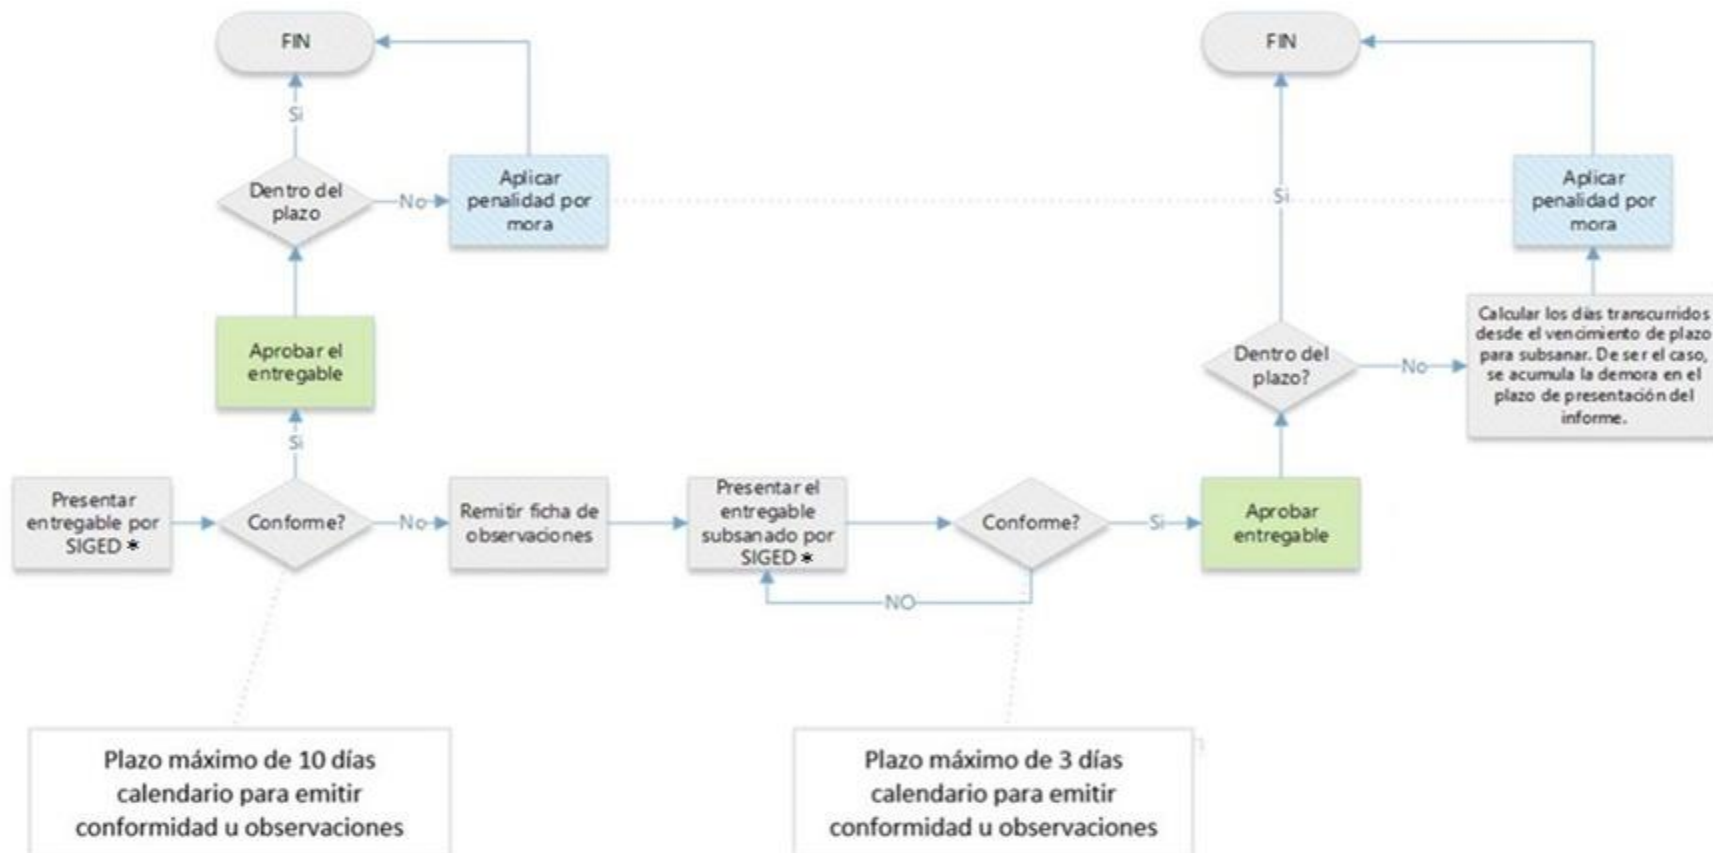 FIN
FIN
Si
Dentro del
plazo
No
Aplicar
penalidad por
mora
Si
Aplicar
penalidad por
mora
Aprobar el
entregable
Dentro del
plazo?
No
Calcular los días transcurridos
desde el vencimiento de plazo
para subsanar. De ser el caso,
se acumula la demora en el
plazo de presentación del
informe.
Si
Presentar
entregable por
SIGED *
Conforme?
No
Remitir ficha de
observaciones
Presentar el
entregable
subsanado por
SIGED *
Conforme?
Si
Aprobar
entregable
NO
Plazo máximo de 10 días
calendario para emitir
conformidad u observaciones
Plazo máximo de 3 días
calendario para emitir
conformidad u observaciones